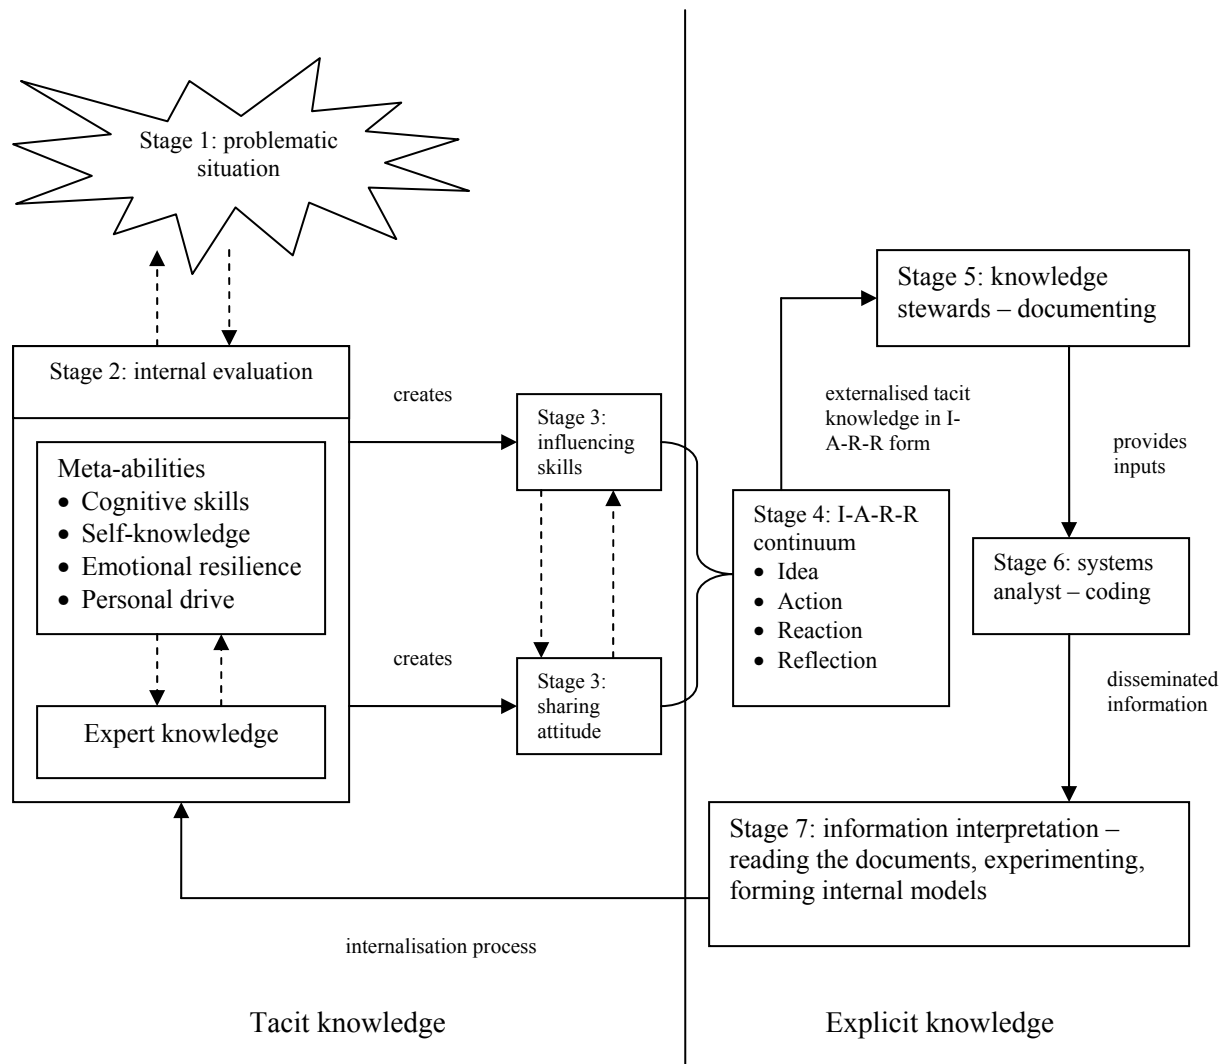 Stage 1: problematic
situation
Stage 2: internal evaluation
Meta-abilities
• Cognitive skills
• Self-knowledge
• Emotional resilience
• Personal drive
Expert knowledge
creates
creates
Stage 3:
influencing
skills
Stage 3:
sharing
attitude
Stage 4: I-A-R-R
continuum
• Idea
• Action
• Reaction
• Reflection
externalised tacit
knowledge in I-
A-R-R form
Stage 5: knowledge
stewards – documenting
provides
inputs
Stage 6: systems
analyst – coding
disseminated
information
Stage 7: information interpretation –
reading the documents, experimenting,
forming internal models
internalisation process
Tacit knowledge
Explicit knowledge